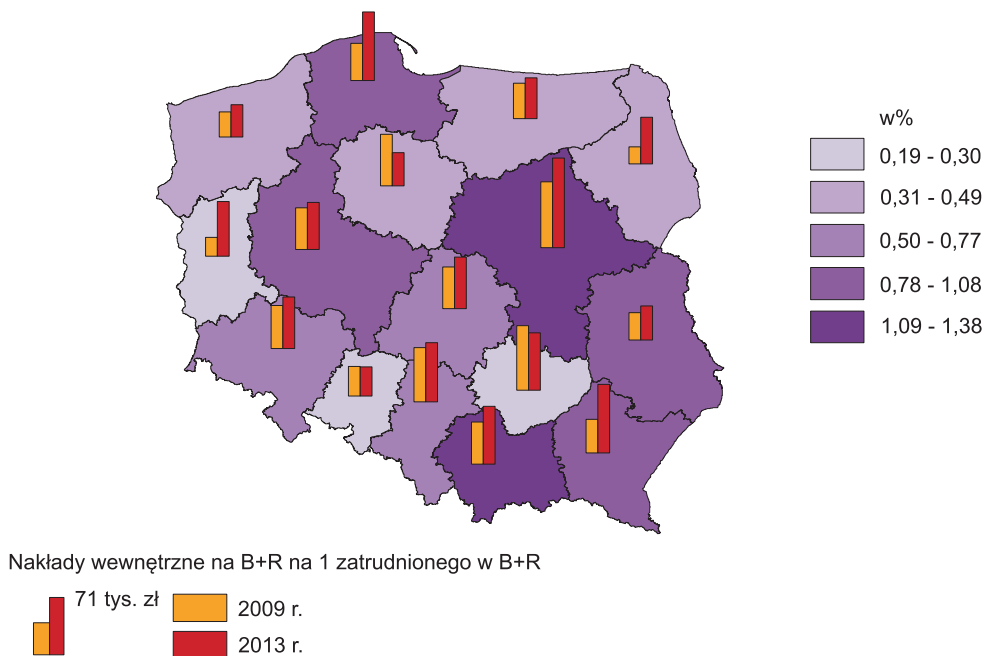 w%
0,19 - 0,30
0,31 - 0,49
0,50 - 0,77
0,78 - 1,08
1,09 - 1,38
Nakłady wewnętrzne na B+R na 1 zatrudnionego w B+R
71 tys. zł
2009 r.
2013 r.